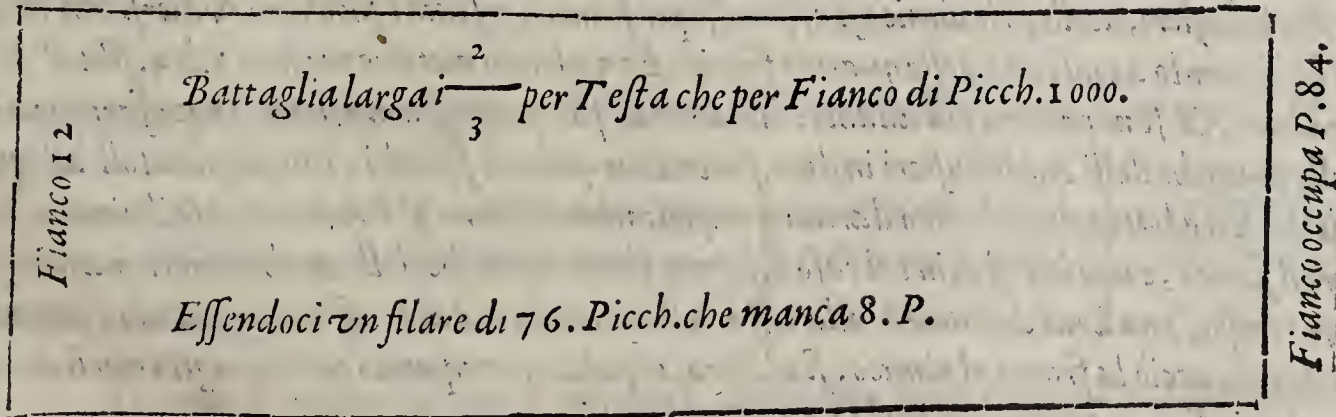 Battaglia larga i 2/3 per Teſta che per Fianco di Picch. 1000.
Fianco 12
Eſſendoci vn filare di 76. Picch. che manca 8. P.
Fianco occupa P. 84.